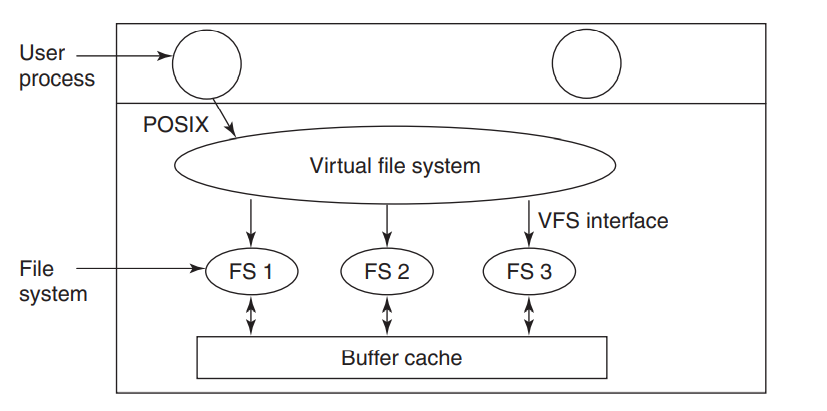 User
process
POSIX
Virtual file system
VFS interface
File
system
FS 1
FS 2
FS 3
Buffer cache